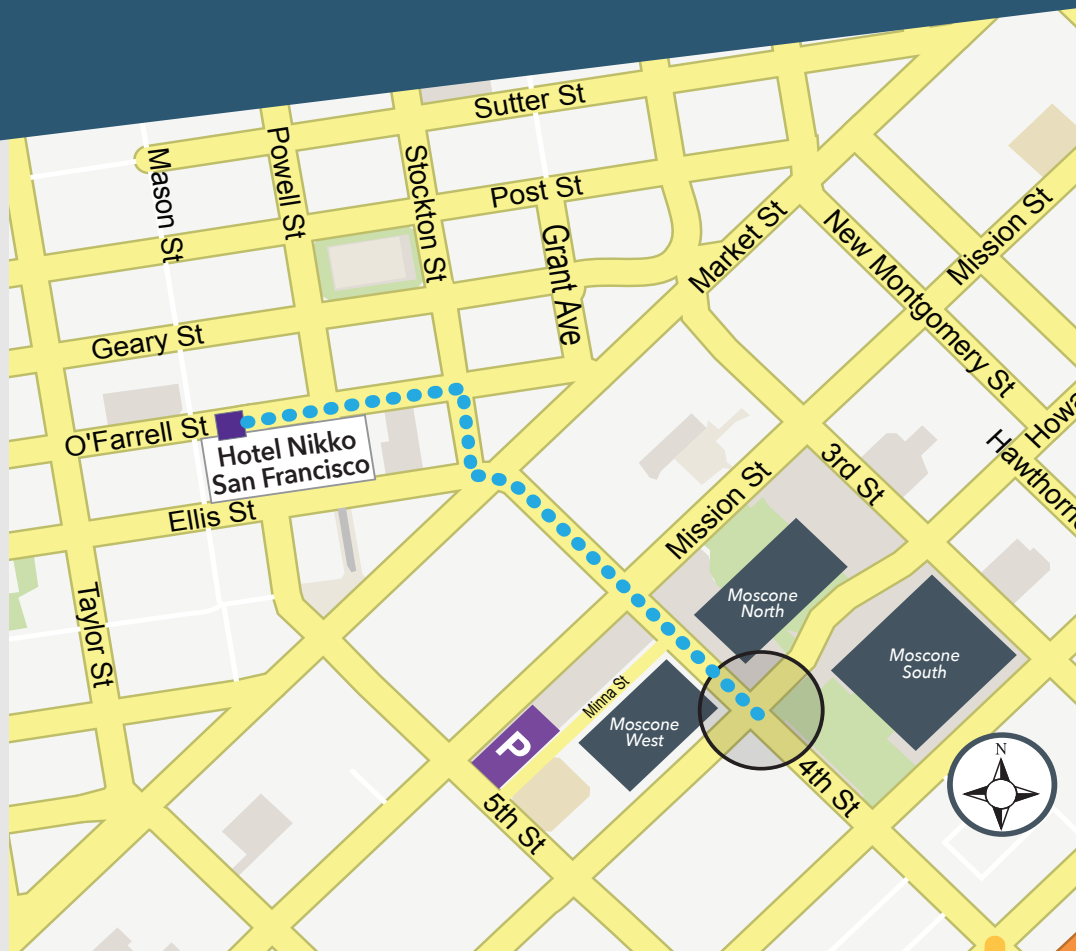 Sutter St
Powell St
Mason St
Stockton St
Post St
Grant Ave
Market St
New Montgomery St
Mission St
Geary St
O'Farrell St
Hotel Nikko
San Francisco
Ellis St
Taylor St
Mission St
3rd St
Howa
Hawthorne
Moscone
North
Moscone
South
Minna St
Moscone
West
P
5th St
4th St
N